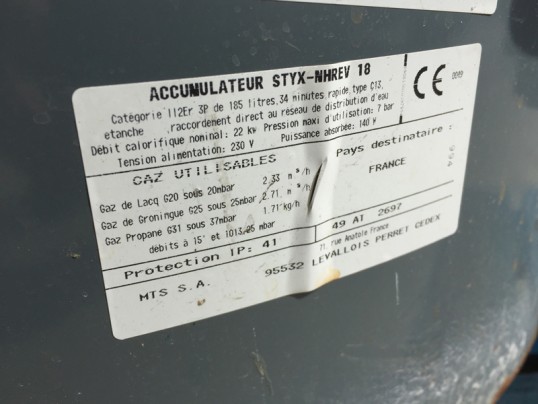 ACCUMULATEUR STYX-NHREV 18
Catégorie II2Er 3P de 185 litres, 34 minutes, rapide, type C13,
etanche ,raccordement direct au réseau de distribution d'eau
Débit calorifique nominal: 22 kW Pression maxi d'utilisation: 7 bar
Tension alimentation: 230 V Puissance absorbée: 140 W
CE 0049
GAZ UTILISABLES
Gaz de Lacq G20 sous 20mbar 2.33 m³/h
Gaz de Groningue G25 sous 25mbar 2.71 m³/h
Gaz Propane G31 sous 37mbar 1.71 kg/h
débits à 15° et 1013,25 mbar
Pays destinataire :
FRANCE
994
Protection IP: 41
49 AT 2697
MTS S.A.
71, rue Anatole France
95532 LEVALLOIS PERRET CEDEX